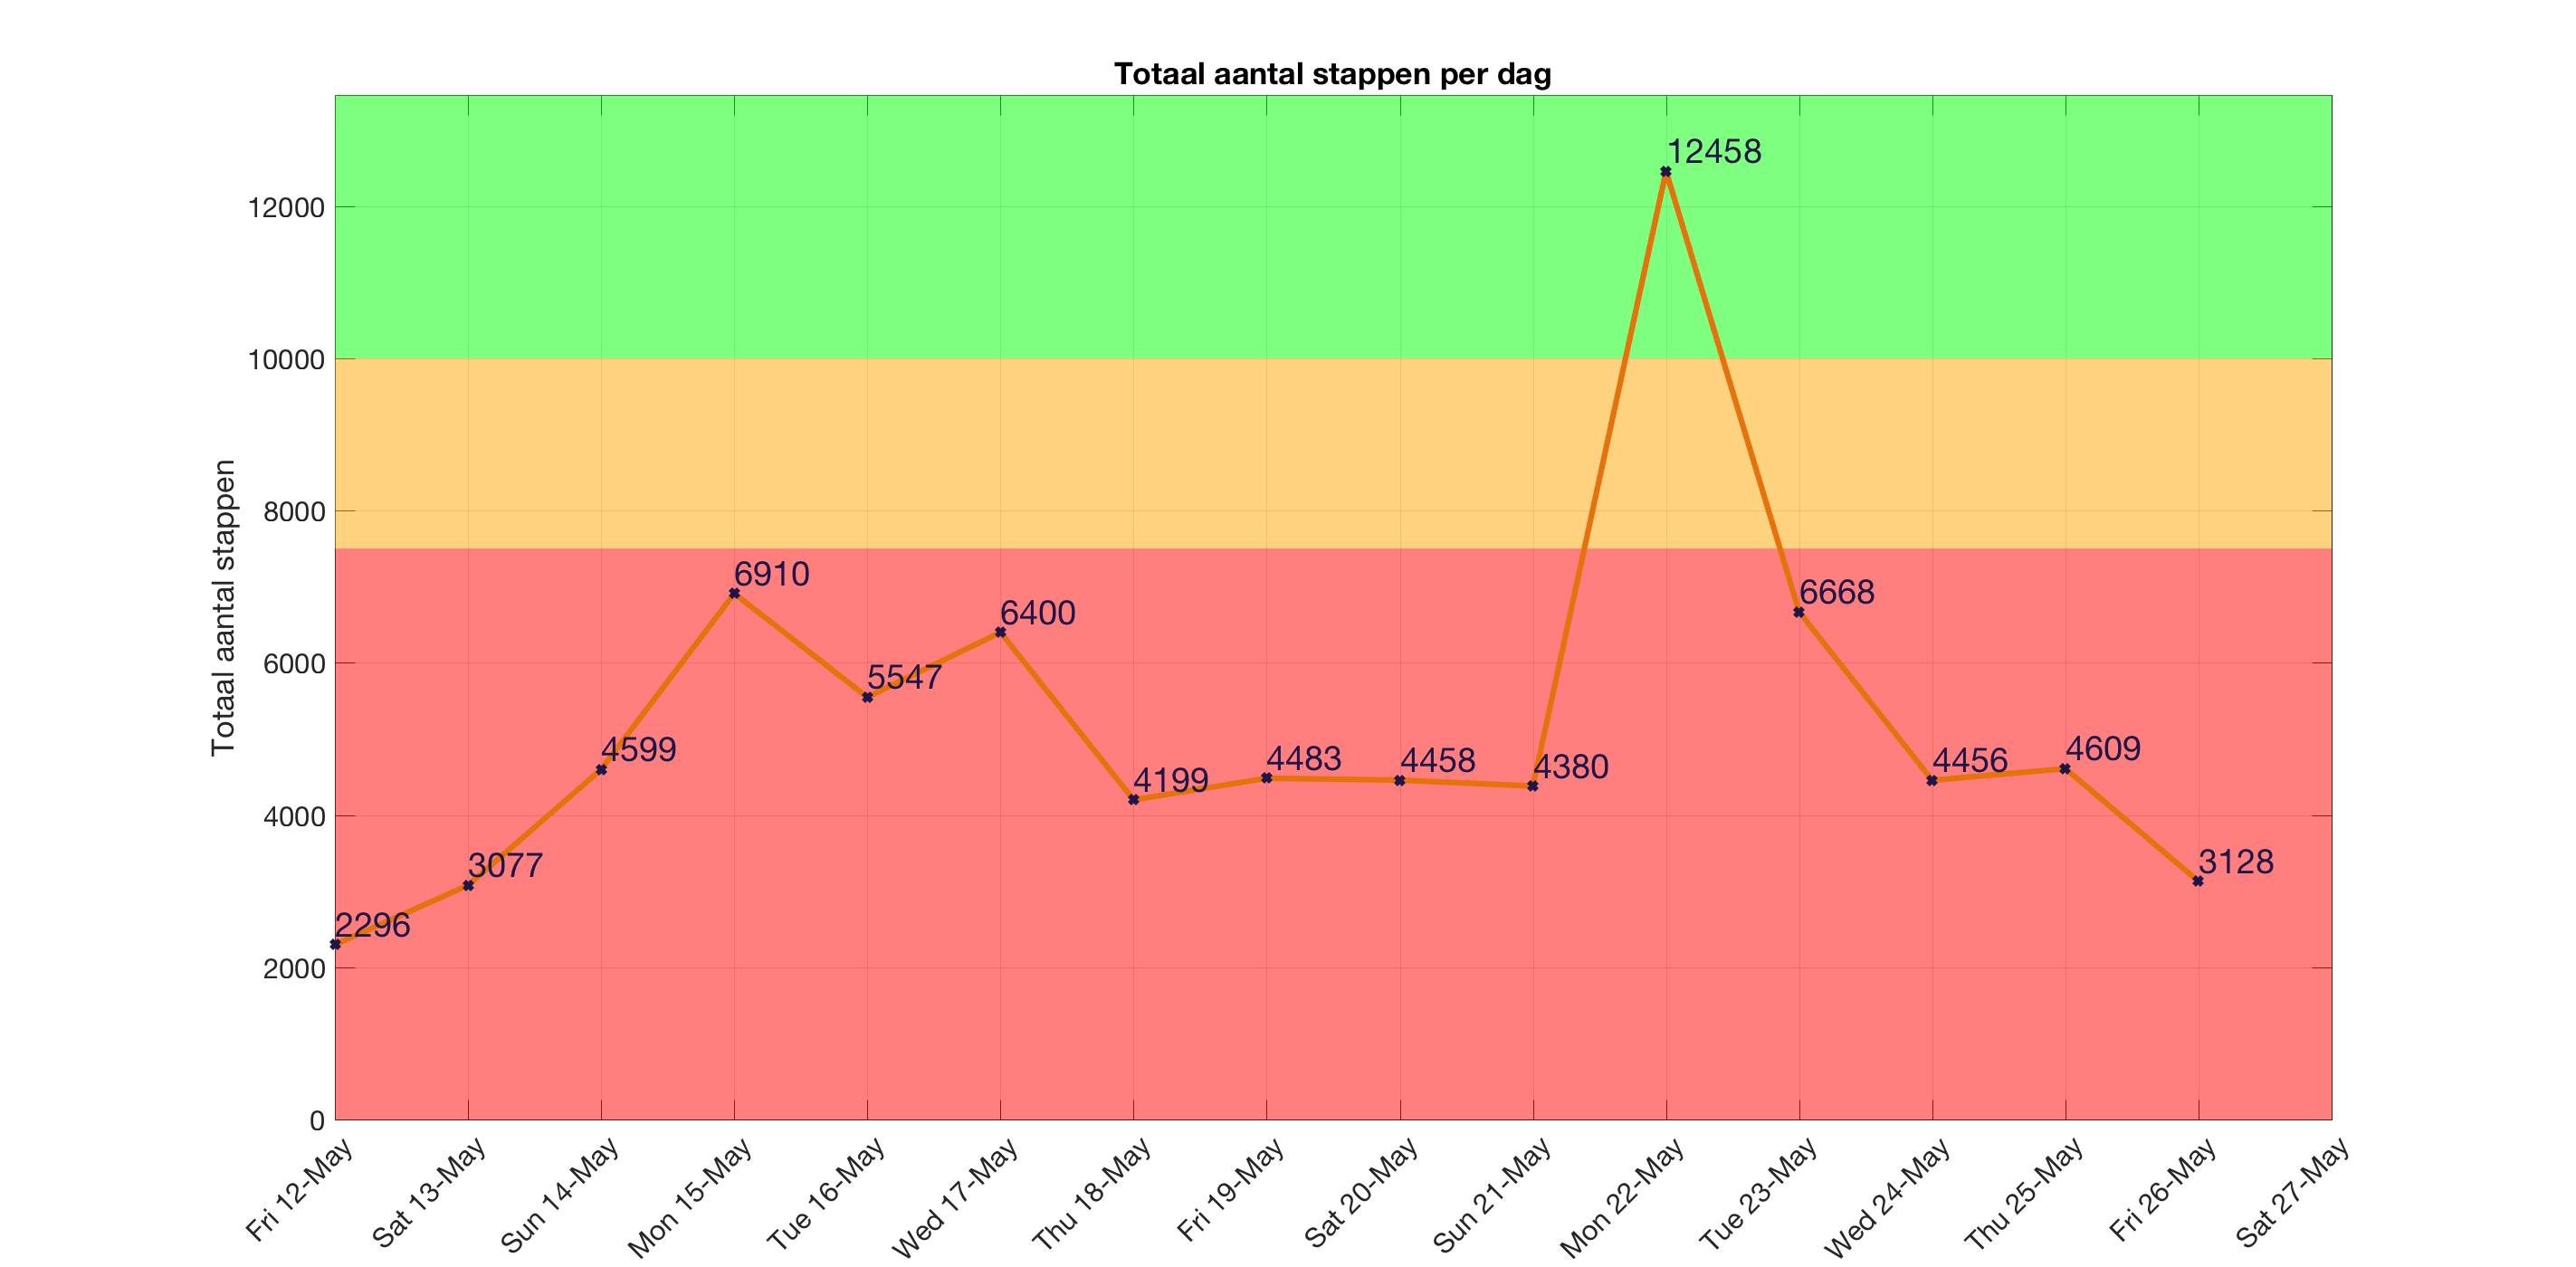 Totaal aantal stappen per dag
Totaal aantal stappen
12000
10000
8000
6000
4000
2000
0
2296
3077
4599
6910
5547
6400
4199
4483
4458
4380
12458
6668
4456
4609
3128
Fri 12-May
Sat 13-May
Sun 14-May
Mon 15-May
Tue 16-May
Wed 17-May
Thu 18-May
Fri 19-May
Sat 20-May
Sun 21-May
Mon 22-May
Tue 23-May
Wed 24-May
Thu 25-May
Fri 26-May
Sat 27-May